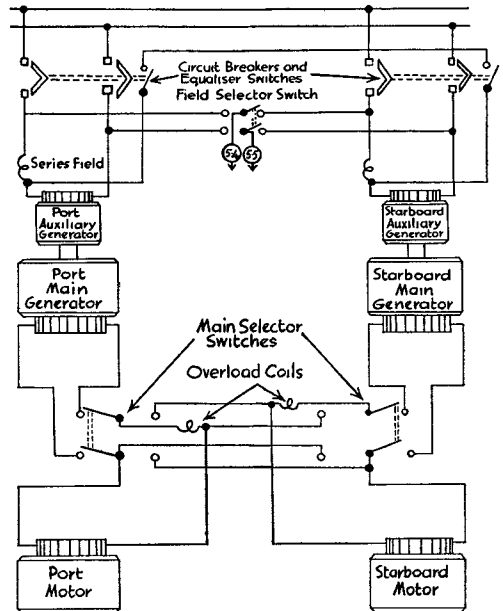 Circuit Breakers and
Equaliser Switches
Field Selector Switch
54
55
Series Field
Port
Auxiliary
Generator
Starboard
Auxiliary
Generator
Port
Main
Generator
Starboard
Main
Generator
Main Selector
Switches
Overload Coils
Port
Motor
Starboard
Motor